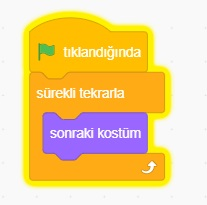 tıklandığında
sürekli tekrarla
sonraki kostüm